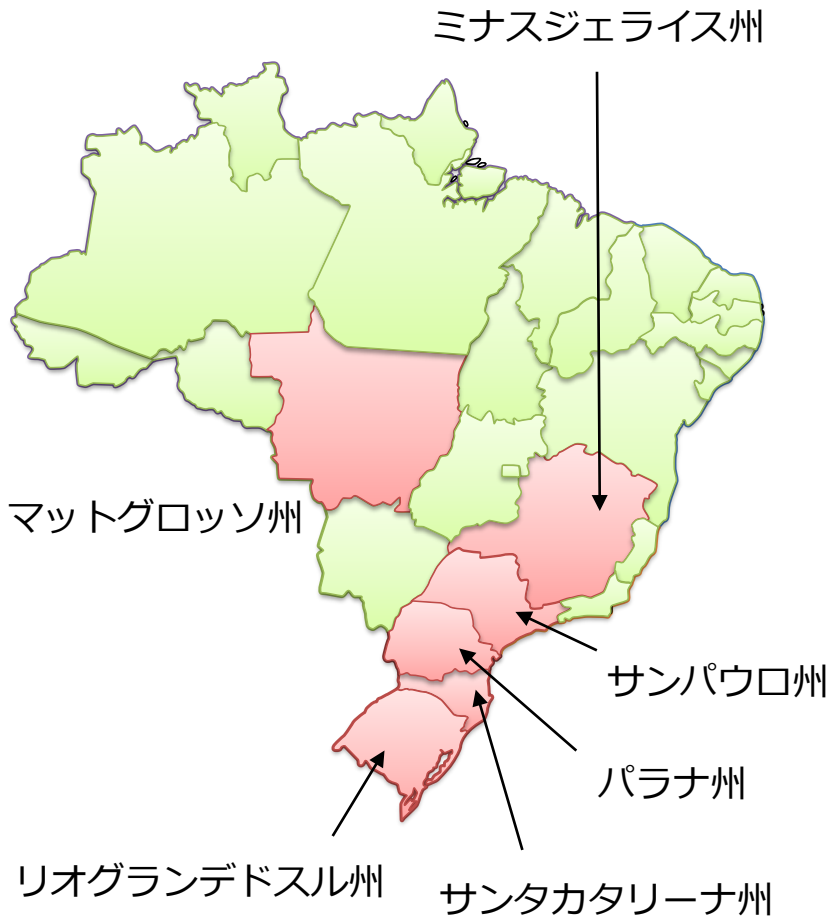 ミナスジェライス州
マットグロッソ州
サンパウロ州
パラナ州
リオグランデドスル州
サンタカタリーナ州